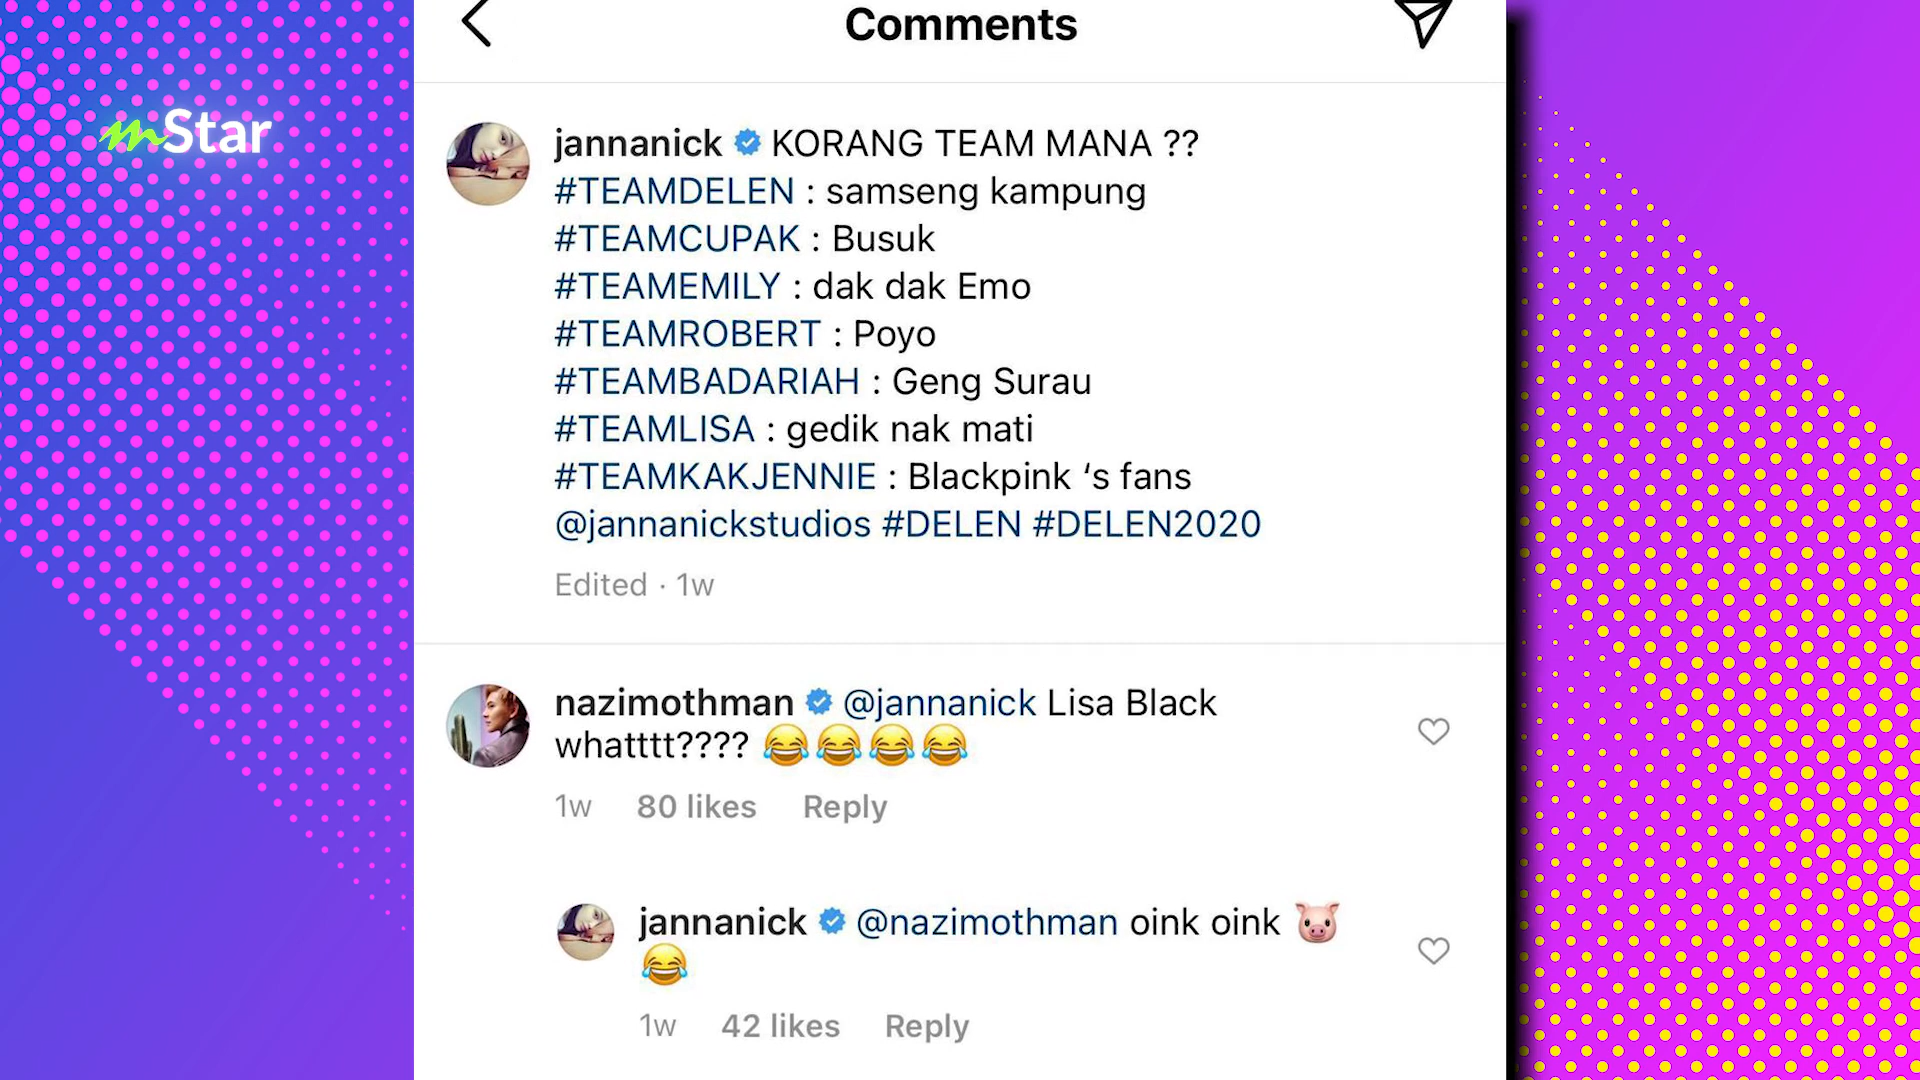 Comments
mStar
jannanick KORANG TEAM MANA ??
#TEAMDELEN : samseng kampung
#TEAMCUPAK : Busuk
#TEAMEMILY : dak dak Emo
#TEAMROBERT : Poyo
#TEAMBADARIAH : Geng Surau
#TEAMLISA : gedik nak mati
#TEAMKAKJENNIE : Blackpink ‘s fans
@jannanickstudios #DELEN #DELEN2020
Edited · 1w
nazimothman @jannanick Lisa Black
whatttt???? 😂😂😂😂
1w 80 likes Reply
jannanick @nazimothman oink oink 🐷
😂
1w 42 likes Reply